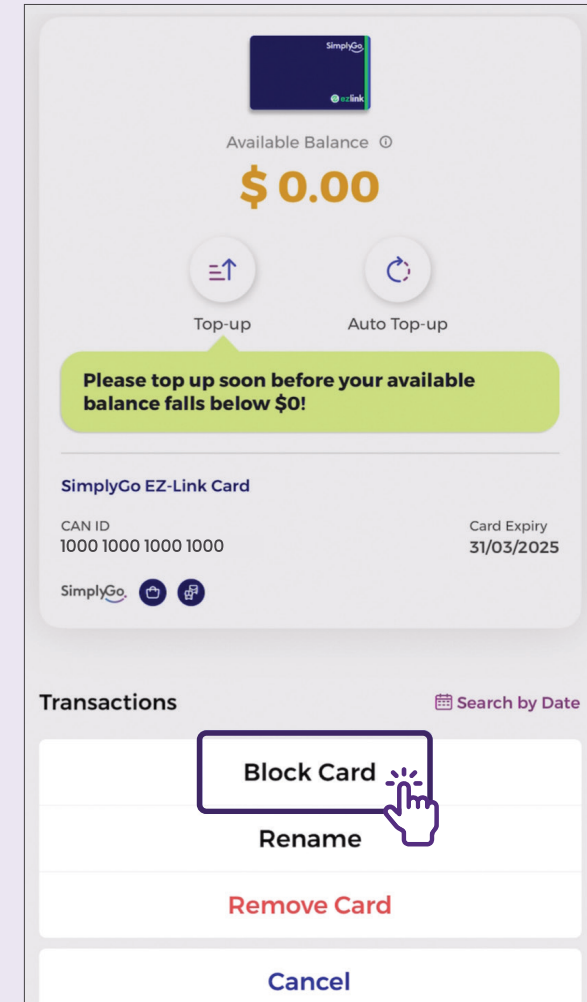 SimplyGo
ezlink
Available Balance
$ 0.00
Top-up
Auto Top-up
Please top up soon before your available
balance falls below $0!
SimplyGo EZ-Link Card
CAN ID
Card Expiry
1000 1000 1000 1000
31/03/2025
SimplyGo
Transactions
Search by Date
Block Card
Rename
Remove Card
Cancel